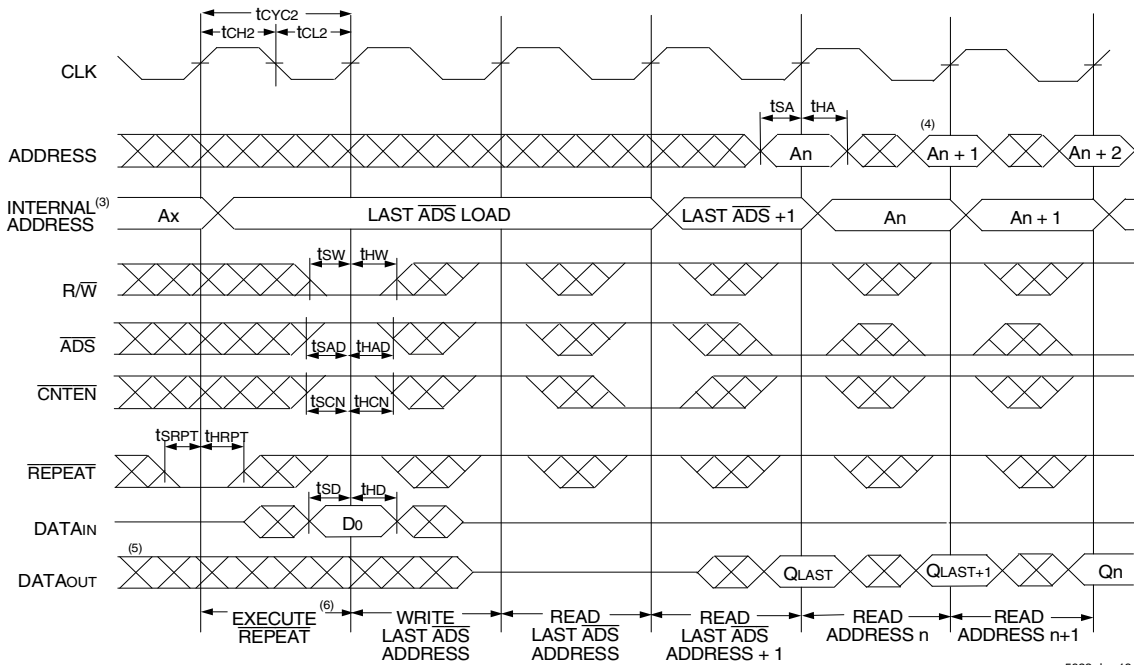 tCYC2
tCH2 tCL2
CLK
tSA tHA
(4)
ADDRESS An An + 1 An + 2
INTERNAL(3)
ADDRESS
Ax LAST ADS LOAD LAST ADS +1 An An + 1
tSW tHW
R/W
ADS
tSAD tHAD
CNTEN
tSCN tHCN
tSRPT tHRPT
REPEAT
tSD tHD
DATAIN D0
(5)
DATAOUT QLAST QLAST+1 Qn
EXECUTE(6)
REPEAT
WRITE
LAST ADS
ADDRESS
READ
LAST ADS
ADDRESS
READ
LAST ADS
ADDRESS + 1
READ
ADDRESS n
READ
ADDRESS n+1